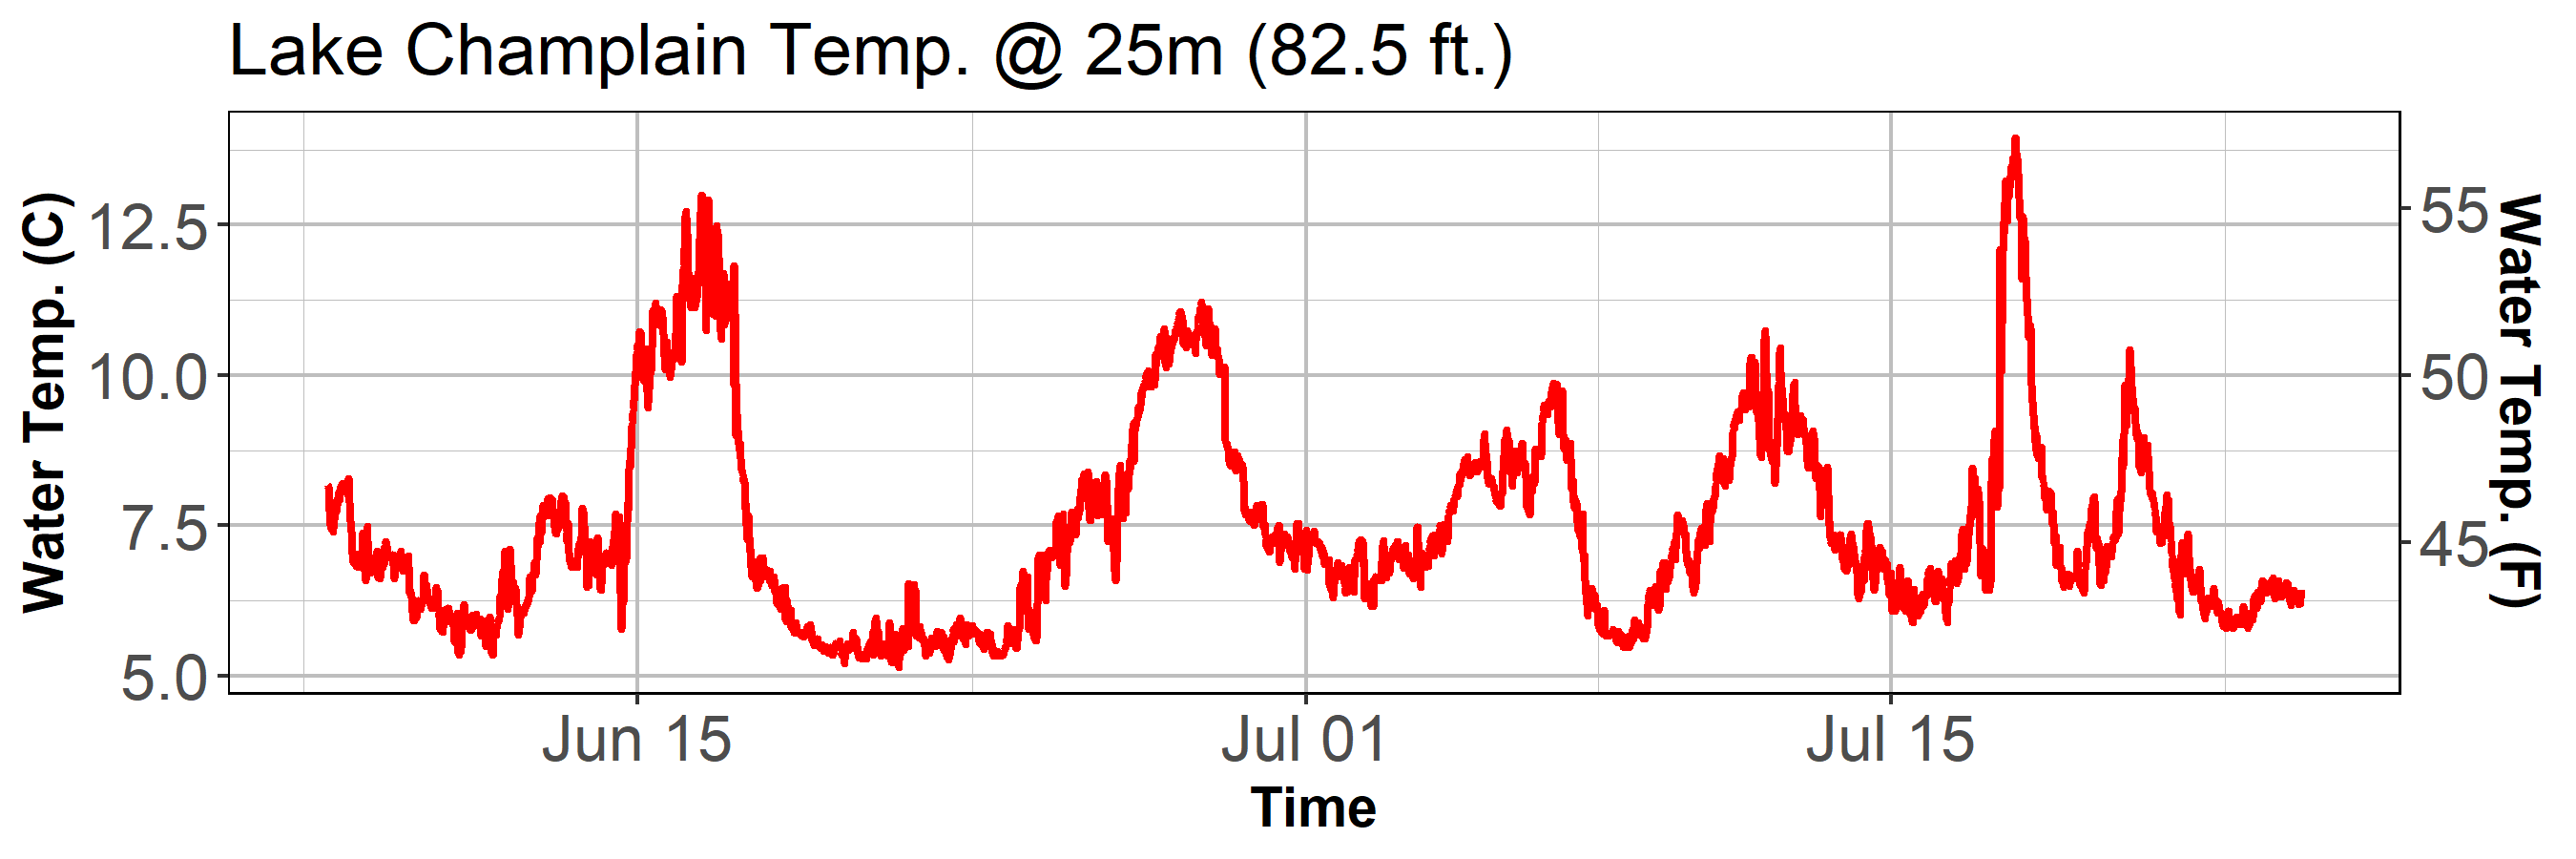 Lake Champlain Temp. @ 25m (82.5 ft.)
Water Temp. (C)
12.5
10.0
7.5
5.0
55
50
45
Water Temp. (F)
Jun 15
Jul 01
Jul 15
Time